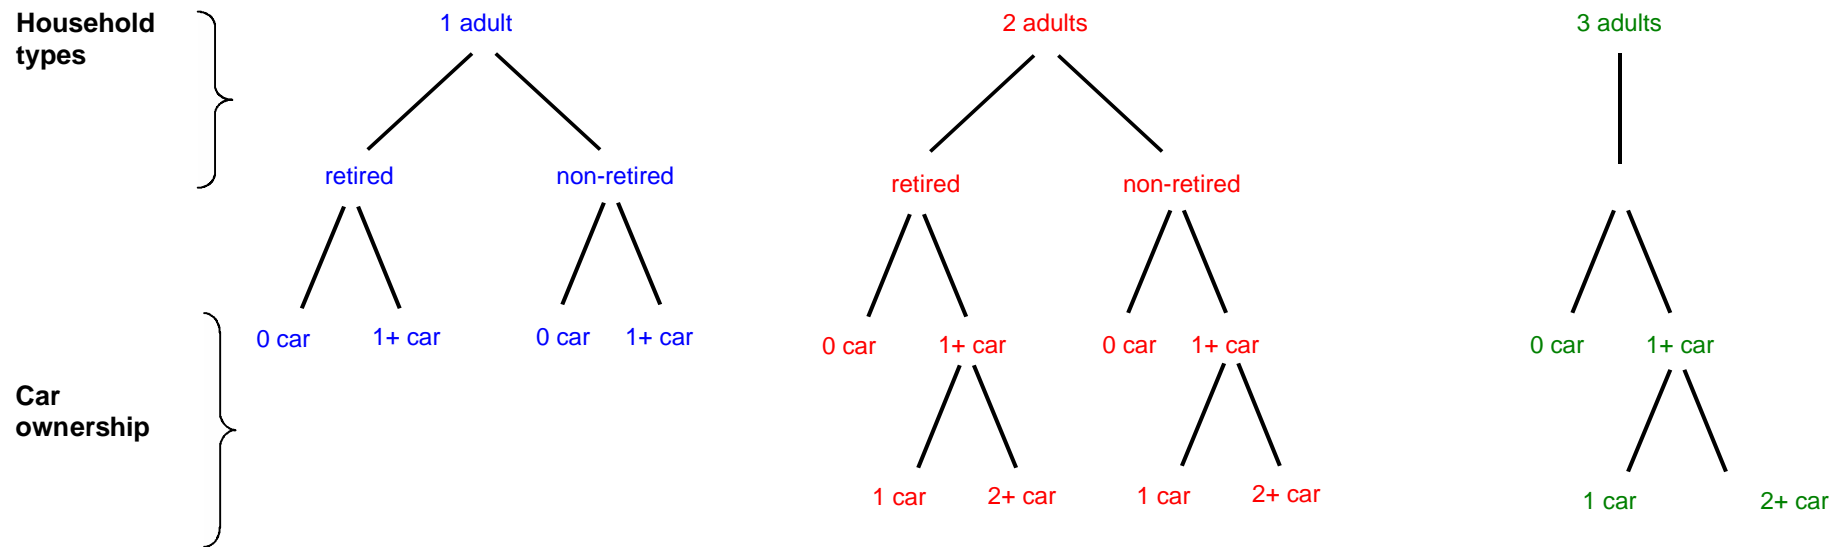 Household
types
1 adult
2 adults
3 adults
retired
non-retired
retired
non-retired
0 car
1+ car
0 car
1+ car
0 car
1+ car
0 car
1+ car
0 car
1+ car
Car
ownership
1 car
2+ car
1 car
2+ car
1 car
2+ car